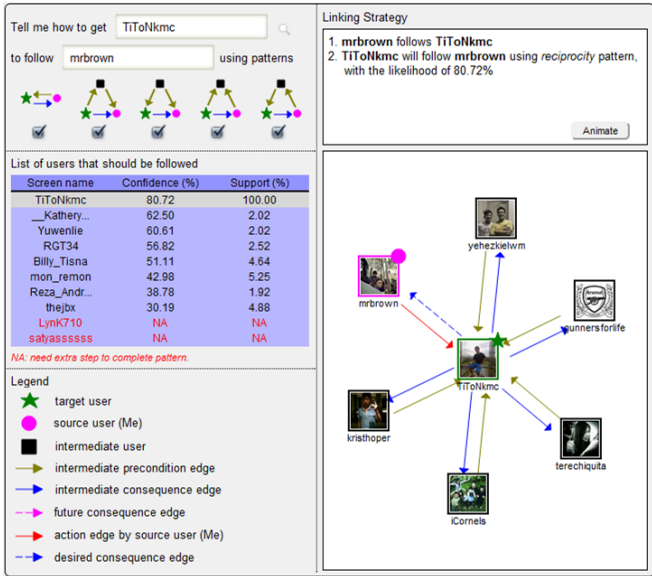 Tell me how to get TiToNkmc
to follow mrbrown using patterns
List of users that should be followed
Screen name Confidence (%) Support (%)
TiToNkmc 80.72 100.00
__Kathery... 62.50 2.02
Yuwenlie 60.61 2.02
RGT34 56.82 2.52
Billy_Tisna 51.11 4.64
mon_remon 42.98 5.25
Reza_Andr... 38.78 1.92
thejbx 30.19 4.88
LynK710 NA NA
satyassssss NA NA
NA: need extra step to complete pattern.
Legend
target user
source user (Me)
intermediate user
intermediate precondition edge
intermediate consequence edge
future consequence edge
action edge by source user (Me)
desired consequence edge
Linking Strategy
1. mrbrown follows TiToNkmc
2. TiToNkmc will follow mrbrown using reciprocity pattern,
with the likelihood of 80.72%
Animate
yehezkielwm
mrbrown
Arsenal
gunnersforlife
TiToNkmc
kristhoper
terechiquita
iCornels